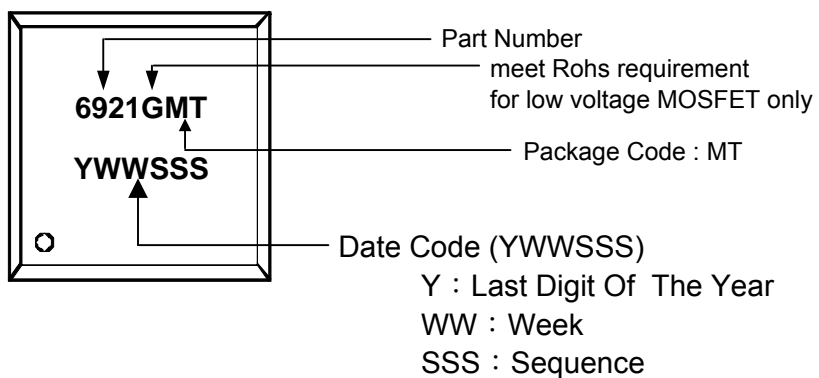 Part Number
meet Rohs requirement
for low voltage MOSFET only
6921GMT
Package Code : MT
YWWSSS
Date Code (YWWSSS)
Y：Last Digit Of The Year
WW：Week
SSS：Sequence